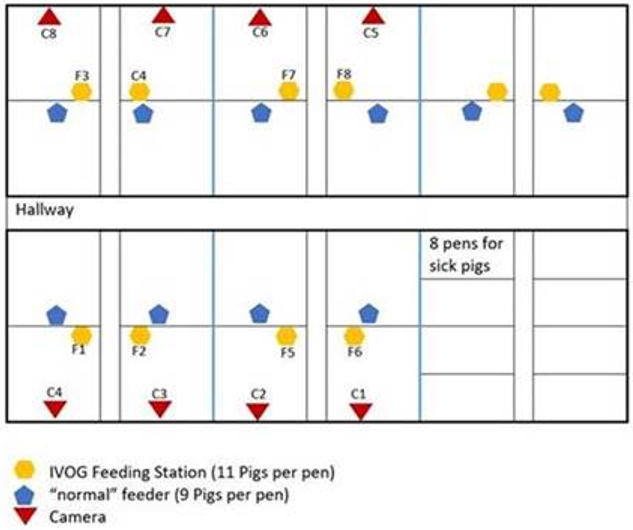 C8
C7
C6
C5
F3
C4
F7
F8
Hallway
8 pens for
sick pigs
F1
F2
F5
F6
C4
C3
C2
C1
IVOG Feeding Station (11 Pigs per pen)
“normal” feeder (9 Pigs per pen)
Camera